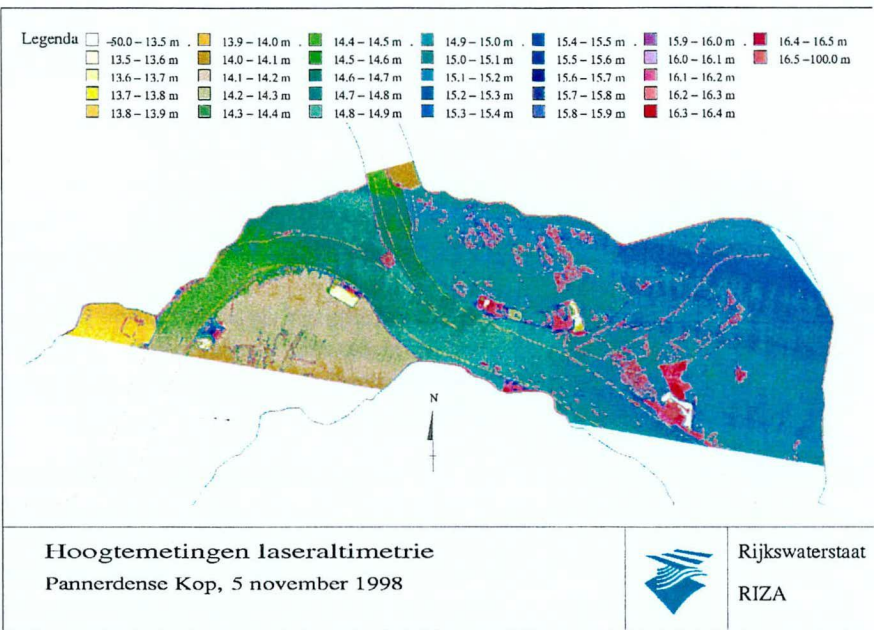 Legenda -50.0 – 13.5 m . 13.9 – 14.0 m . 14.4 – 14.5 m . 14.9 – 15.0 m . 15.4 – 15.5 m . 15.9 – 16.0 m . 16.4 – 16.5 m
13.5 – 13.6 m 14.0 – 14.1 m 14.5 – 14.6 m 15.0 – 15.1 m 15.5 – 15.6 m 16.0 – 16.1 m 16.5 –100.0 m
13.6 – 13.7 m 14.1 – 14.2 m 14.6 – 14.7 m 15.1 – 15.2 m 15.6 – 15.7 m 16.1 – 16.2 m
13.7 – 13.8 m 14.2 – 14.3 m 14.7 – 14.8 m 15.2 – 15.3 m 15.7 – 15.8 m 16.2 – 16.3 m
13.8 – 13.9 m 14.3 – 14.4 m 14.8 – 14.9 m 15.3 – 15.4 m 15.8 – 15.9 m 16.3 – 16.4 m
N
Hoogtemetingen laseraltimetrie
Pannerdense Kop, 5 november 1998
Rijkswaterstaat
RIZA